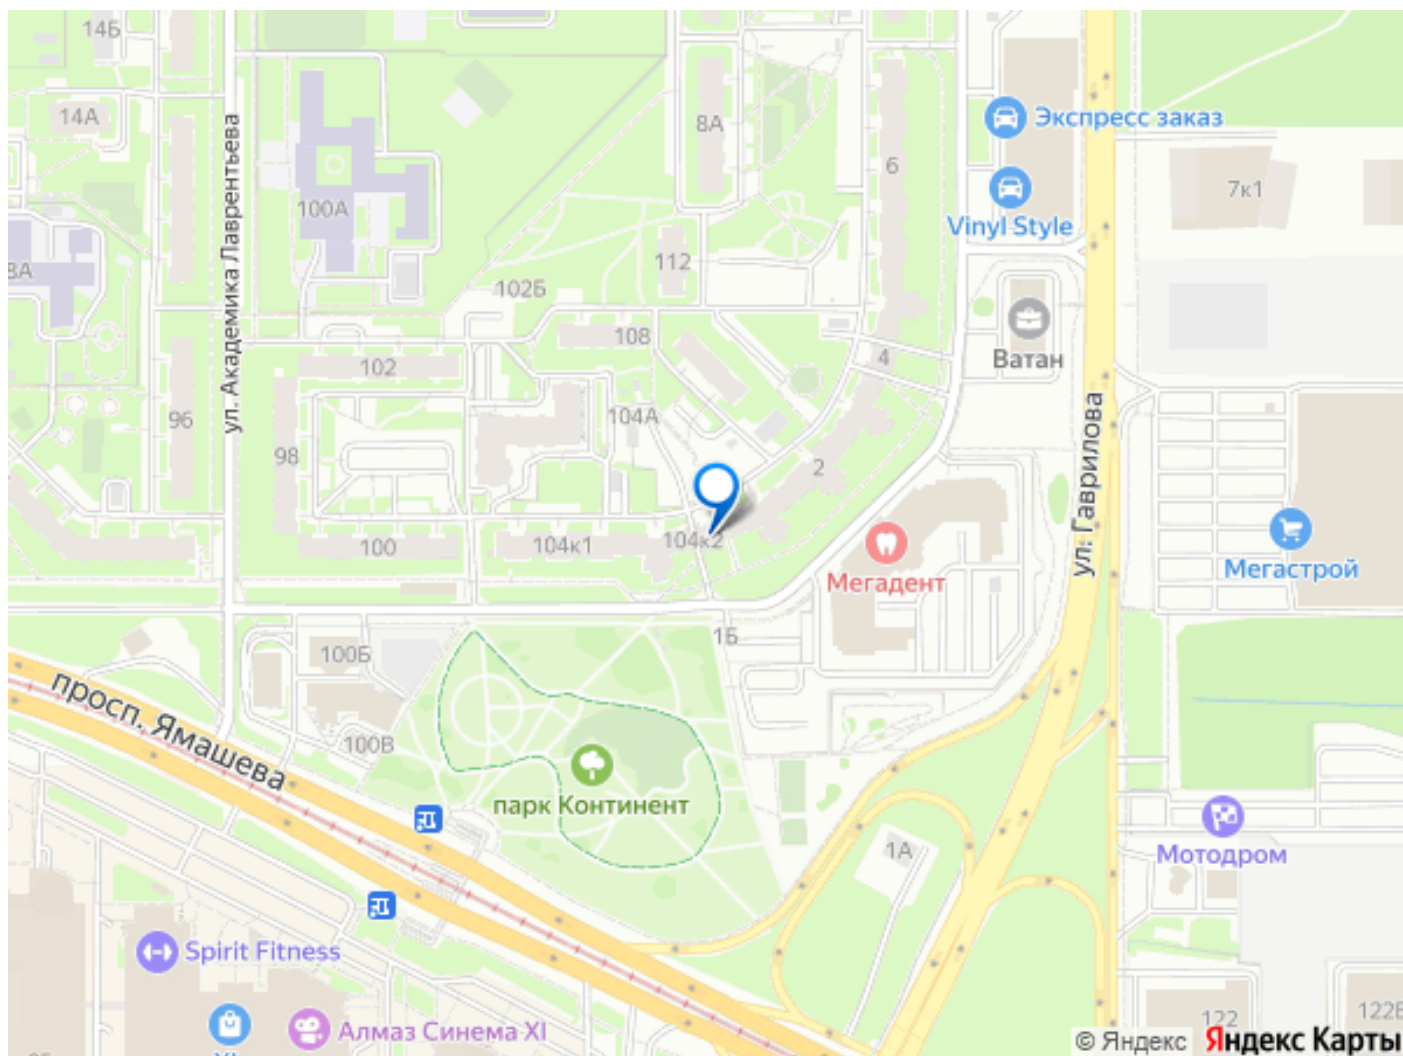 14Б
14А
8А
Экспресс заказ
6
7к1
100А
Vinyl Style
ул. Академика Лаврентьева
112
8А
102Б
108
Ватан
4
102
104А
96
98
2
ул. Гаврилова
100
104к1
104к2
Мегадент
Мегастрой
1Б
100Б
просп. Ямашева
100В
парк Континент
1А
Мотодром
Spirit Fitness
Алмаз Синема XI
122
© Яндекс Яндекс Карты